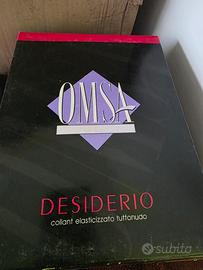 OMSA
DESIDERIO
collant elasticizzato tuttonudo
subito